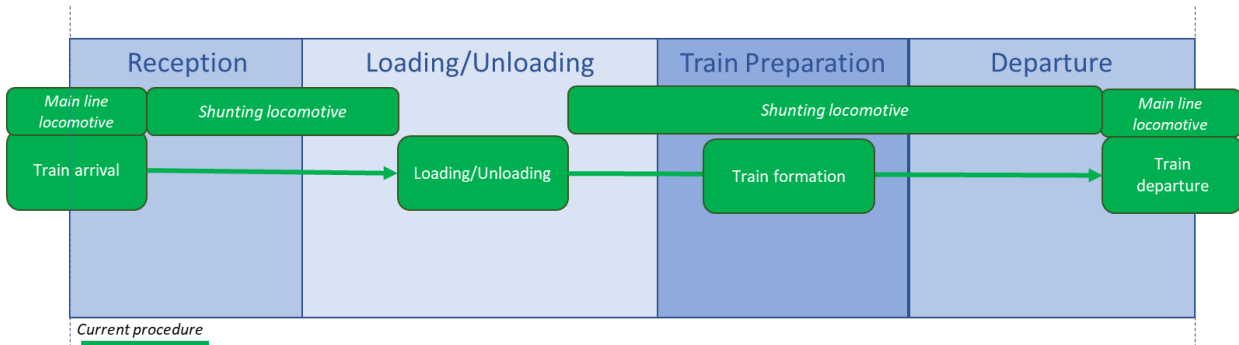 Reception
Loading/Unloading
Train Preparation
Departure
Main line
locomotive
Shunting locomotive
Shunting locomotive
Main line
locomotive
Train arrival
Loading/Unloading
Train formation
Train
departure
Current procedure